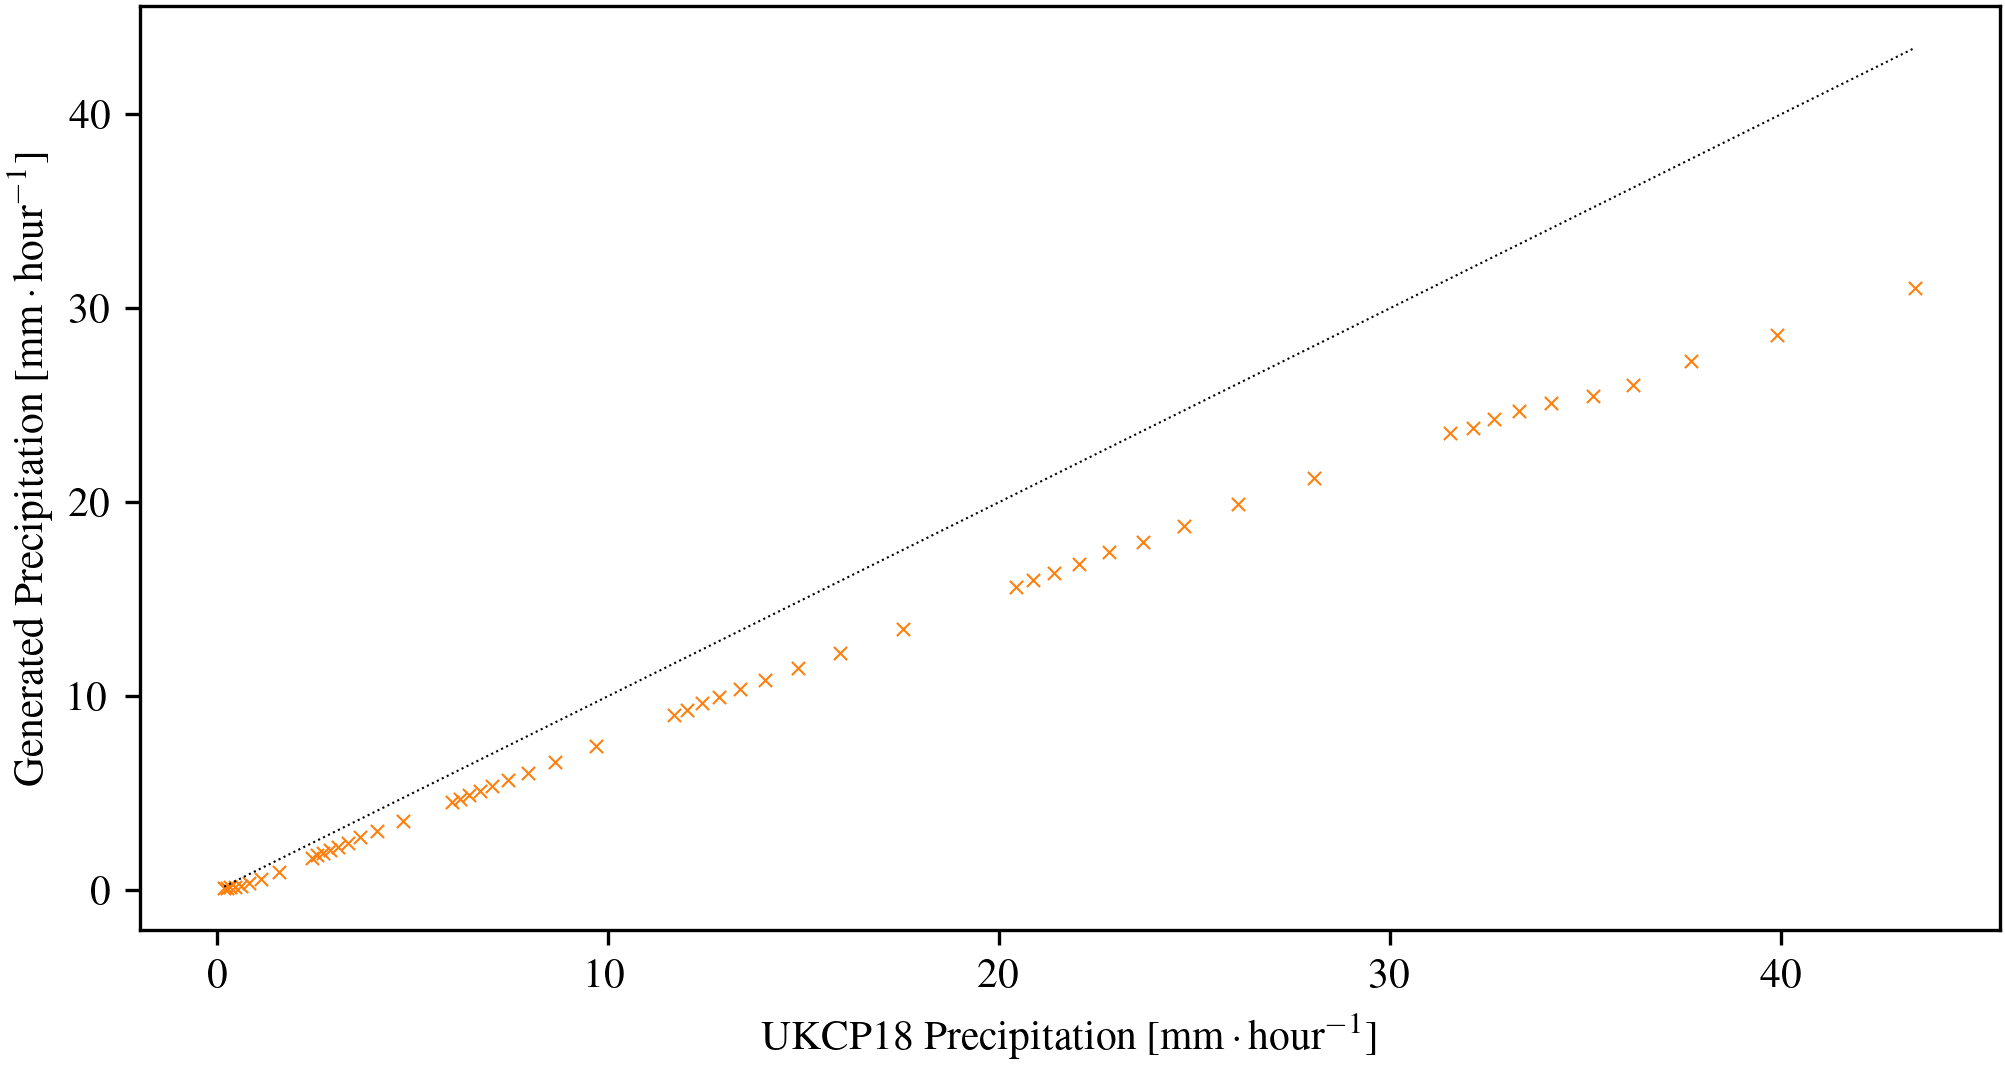 Generated Precipitation [mm · hour⁻¹]
40
30
20
10
0
0 10 20 30 40
UKCP18 Precipitation [mm · hour⁻¹]